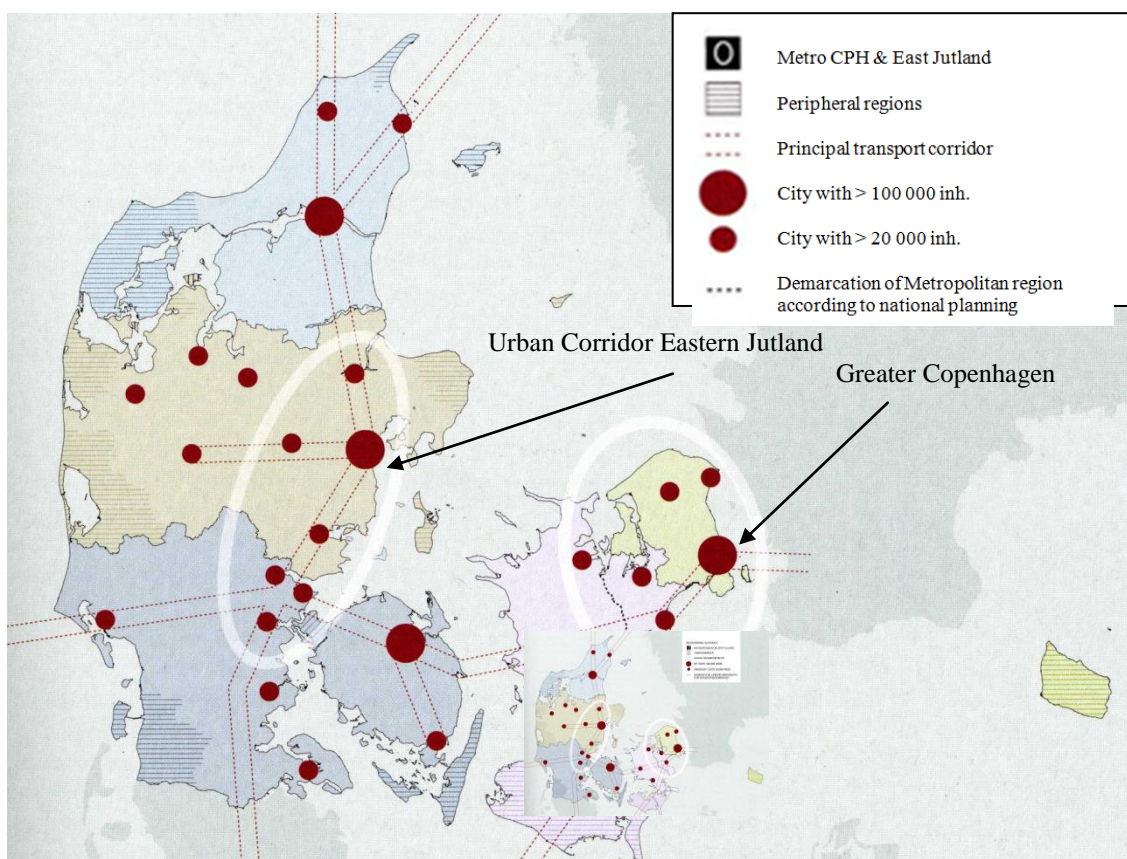 Metro CPH & East Jutland
Peripheral regions
Principal transport corridor
City with > 100 000 inh.
City with > 20 000 inh.
Demarcation of Metropolitan region
according to national planning
Urban Corridor Eastern Jutland
Greater Copenhagen